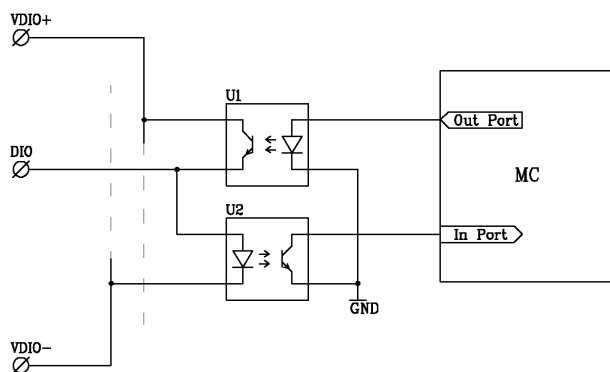 VDIO+
U1
Out Port
DIO
MC
U2
In Port
GND
VDIO-